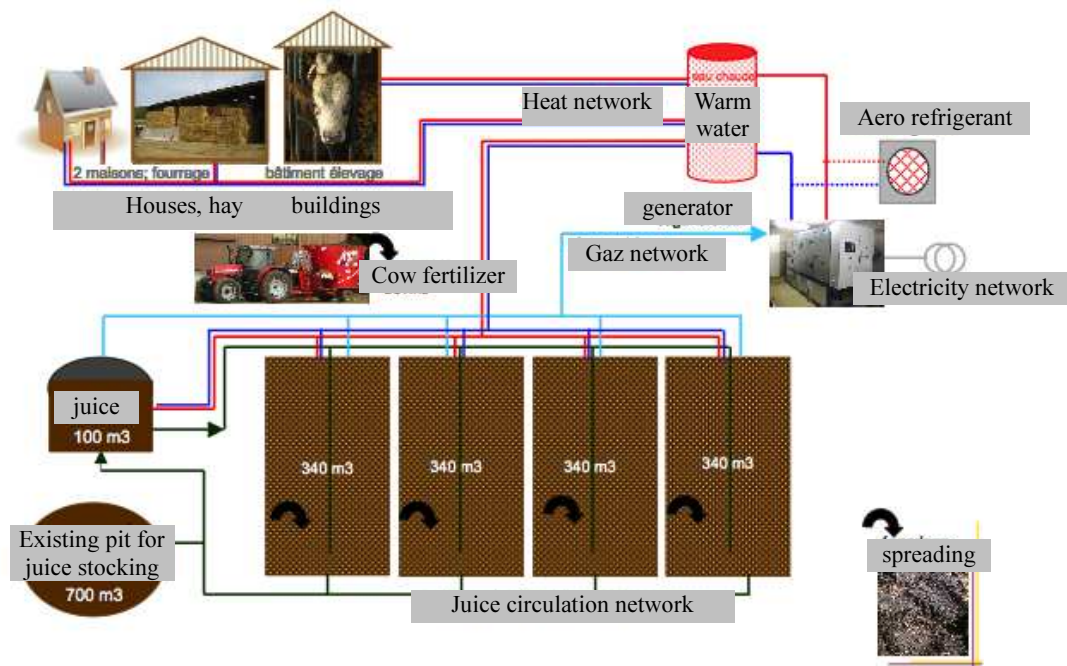 eau chaude
Heat network
Warm
water
Aero refrigerant
2 maisons; fourrage
bâtiment élevage
Houses, hay
buildings
generator
Gaz network
Cow fertilizer
Electricity network
juice
100 m3
340 m3
340 m3
340 m3
340 m3
Existing pit for
juice stocking
700 m3
Juice circulation network
spreading